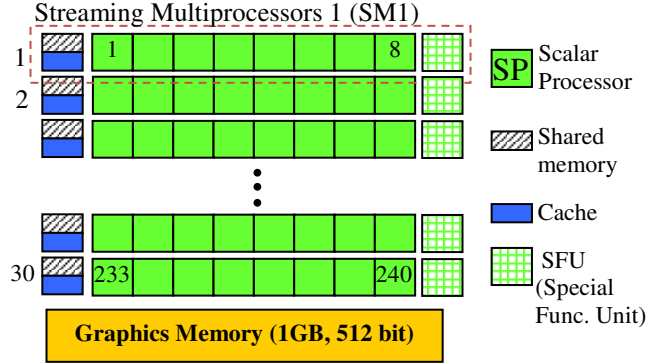 Streaming Multiprocessors 1 (SM1)
1
1
8
2
30
233
240
Graphics Memory (1GB, 512 bit)
SP
Scalar
Processor
Shared
memory
Cache
SFU
(Special
Func. Unit)